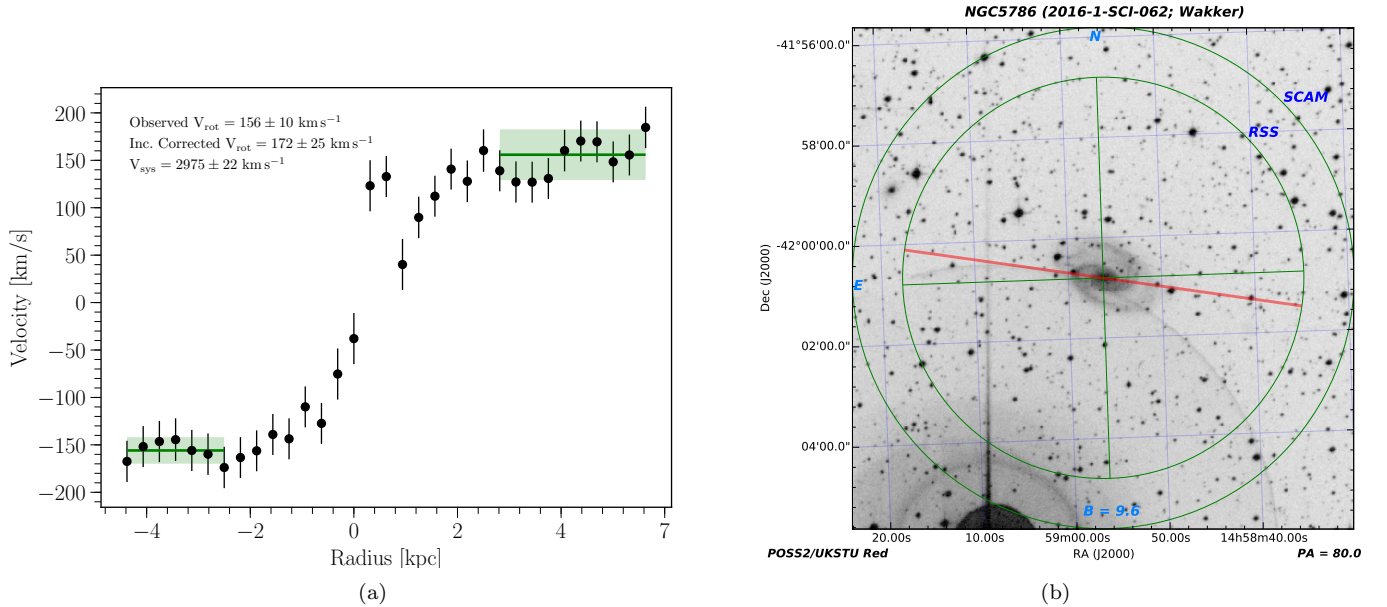 NGC5786 (2016-1-SCI-062; Wakker)
200
150
100
50
0
−50
−100
−150
−200
Velocity [km/s]
Observed V_rot = 156 ± 10 km s⁻¹
Inc. Corrected V_rot = 172 ± 25 km s⁻¹
V_sys = 2975 ± 22 km s⁻¹
−4
−2
0
2
4
7
Radius [kpc]
(a)
-41°56'00.0"
58'00.0"
-42°00'00.0"
02'00.0"
04'00.0"
Dec (J2000)
N
SCAM
RSS
E
B = 9.6
20.00s
10.00s
59m00.00s
50.00s
14h58m40.00s
POSS2/UKSTU Red
RA (J2000)
PA = 80.0
(b)